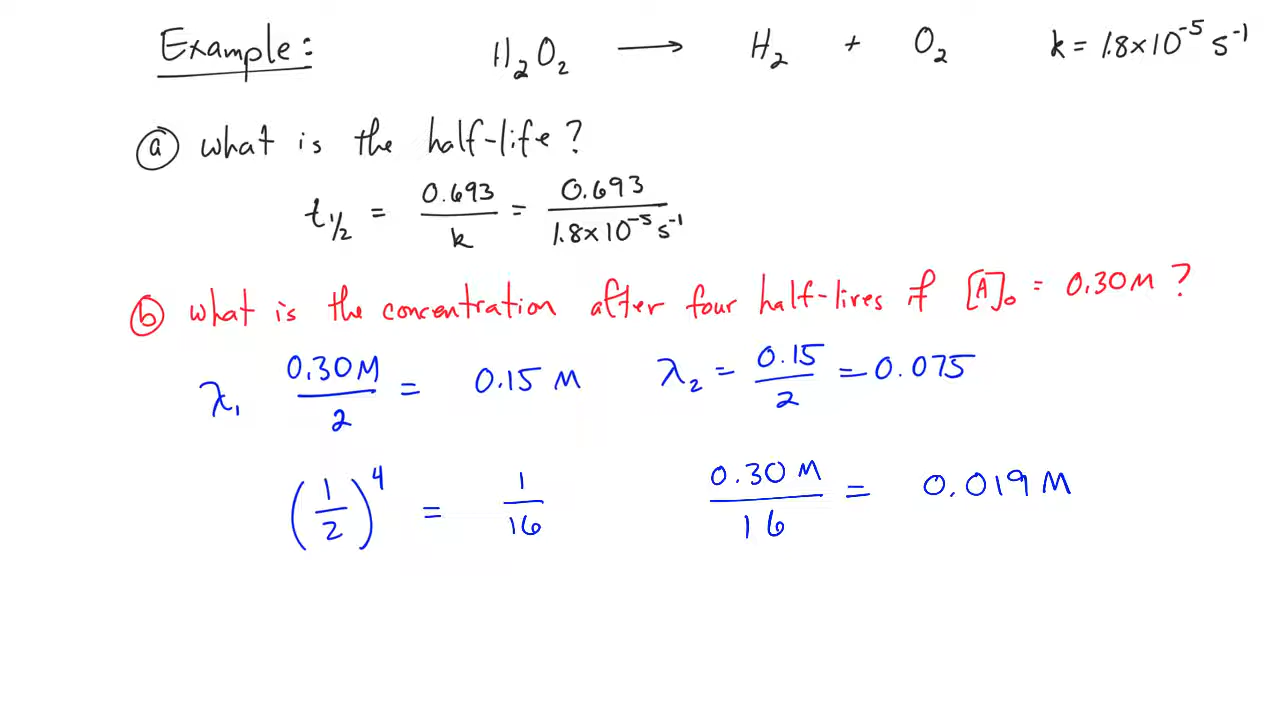 Example: H₂O₂ → H₂ + O₂ k = 1.8×10⁻⁵ s⁻¹
ⓐ what is the half-life?
t½ = 0.693/k = 0.693/1.8×10⁻⁵ s⁻¹
ⓑ what is the concentration after four half-lives if [A]₀ = 0.30M?
λ₁ 0.30M/2 = 0.15 M λ₂ = 0.15/2 = 0.075
(1/2)⁴ = 1/16 0.30M/16 = 0.019M